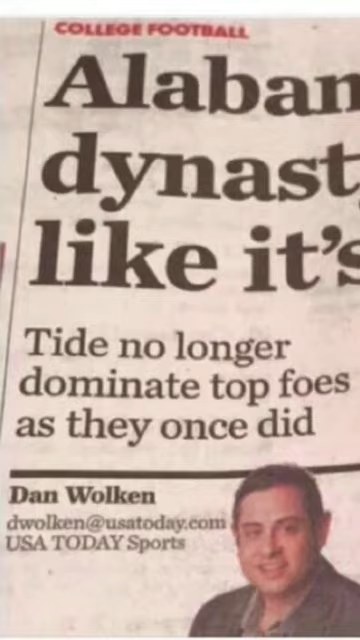 COLLEGE FOOTBALL
Alaban
dynast
like it's
Tide no longer
dominate top foes
as they once did
Dan Wolken
dwolken@usatoday.com
USA TODAY Sports